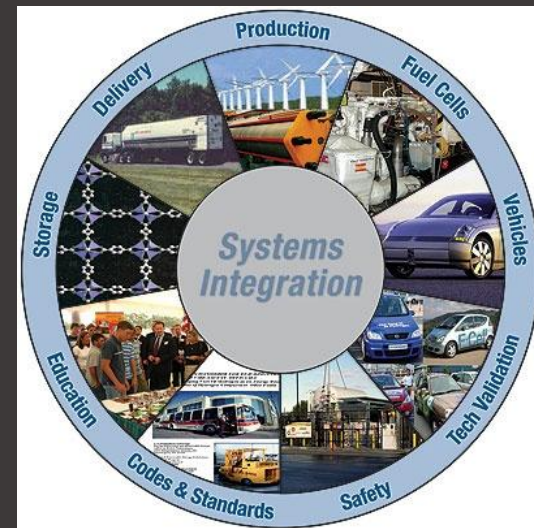 Production
Fuel Cells
Vehicles
Tech Validation
Safety
Codes & Standards
Education
Storage
Delivery
Systems
Integration